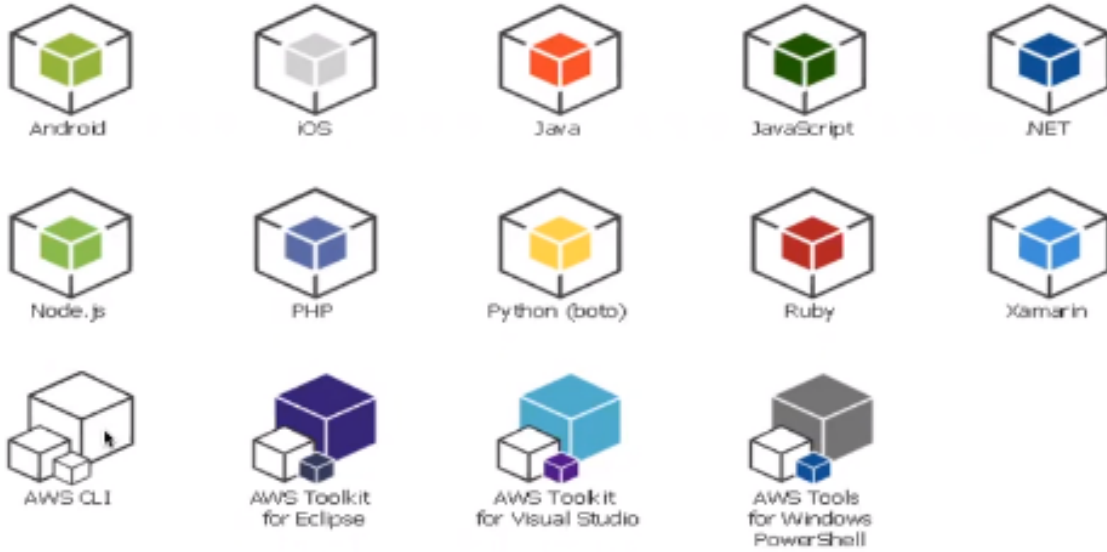 Android
iOS
Java
JavaScript
.NET
Node.js
PHP
Python (boto)
Ruby
Xamarin
AWS CLI
AWS Toolkit
for Eclipse
AWS Toolkit
for Visual Studio
AWS Tools
for Windows
PowerShell